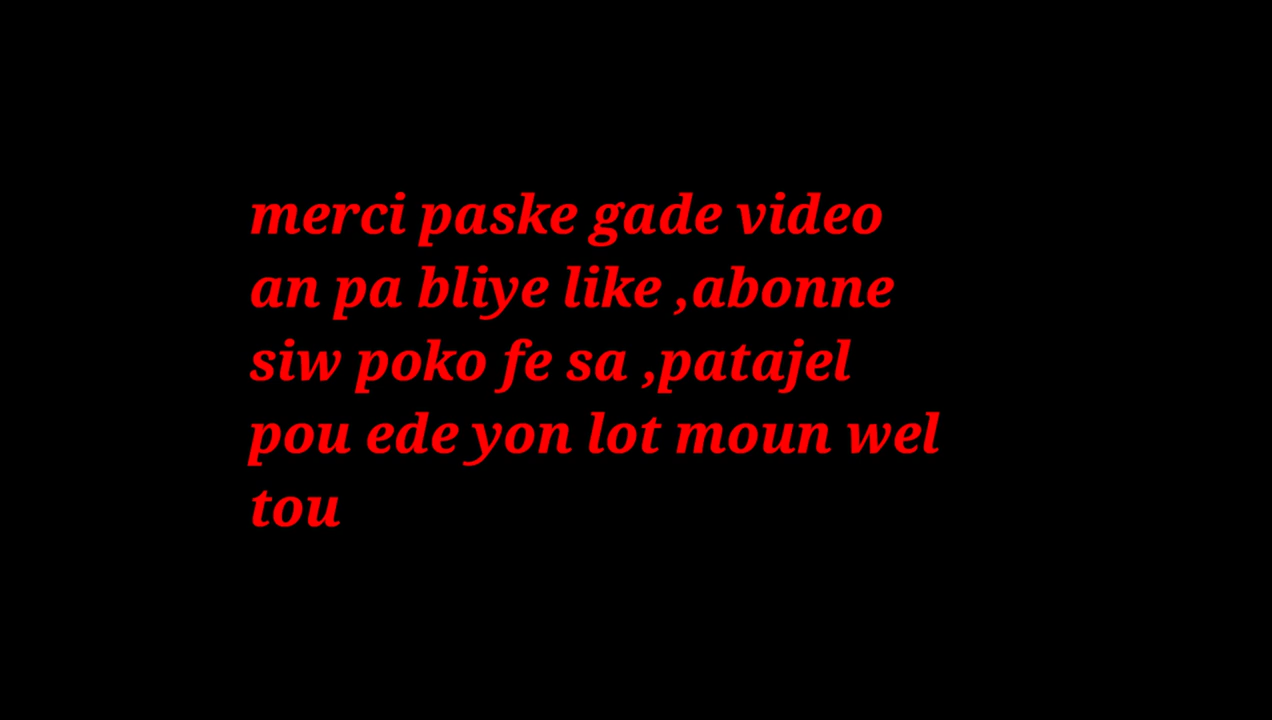 merci paske gade video
an pa bliye like ,abonne
siw poko fe sa ,patajel
pou ede yon lot moun wel
tou